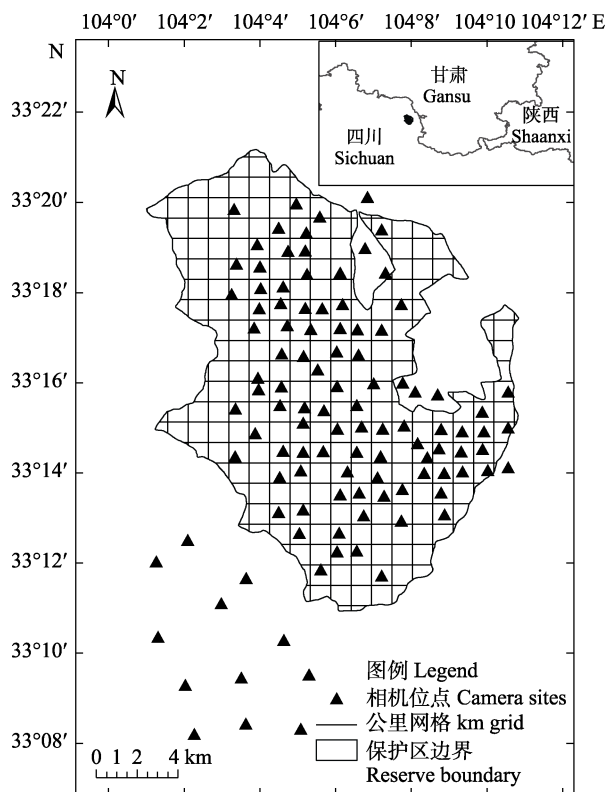 104°0′ 104°2′ 104°4′ 104°6′ 104°8′ 104°10′ 104°12′ E
N
N
甘肃
Gansu
陕西
Shaanxi
四川
Sichuan
33°22′
33°20′
33°18′
33°16′
33°14′
33°12′
33°10′
33°08′
图例 Legend
相机位点 Camera sites
公里网格 km grid
保护区边界
Reserve boundary
0 1 2 4 km